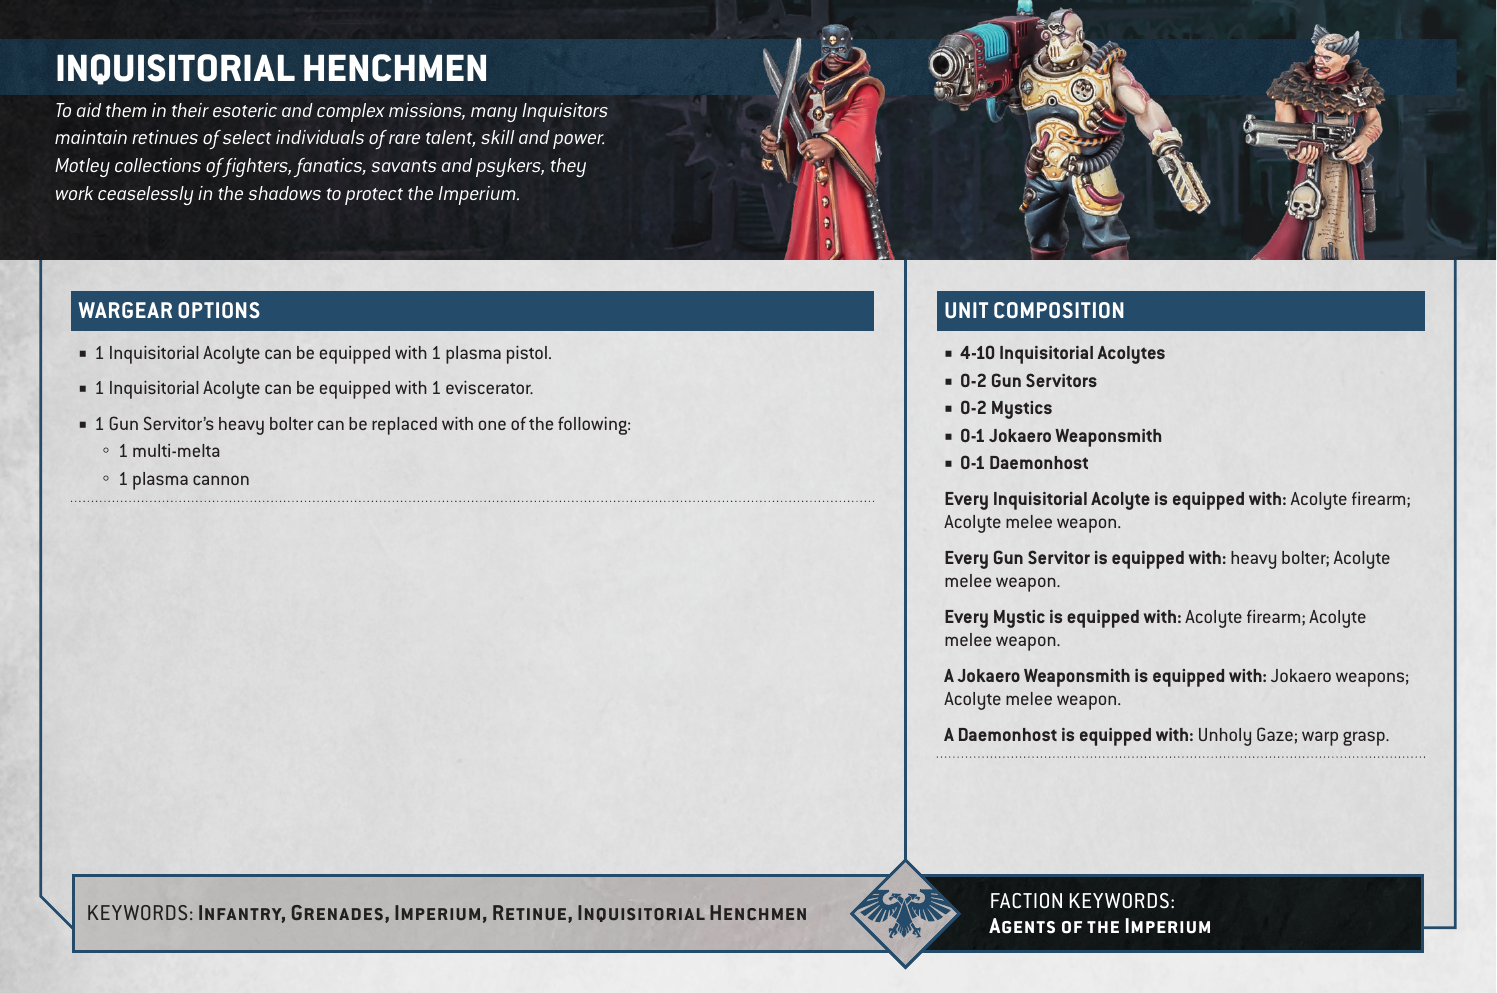 INQUISITORIAL HENCHMEN
To aid them in their esoteric and complex missions, many Inquisitors
maintain retinues of select individuals of rare talent, skill and power.
Motley collections of fighters, fanatics, savants and psykers, they
work ceaselessly in the shadows to protect the Imperium.
WARGEAR OPTIONS
■ 1 Inquisitorial Acolyte can be equipped with 1 plasma pistol.
■ 1 Inquisitorial Acolyte can be equipped with 1 eviscerator.
■ 1 Gun Servitor’s heavy bolter can be replaced with one of the following:
◦ 1 multi-melta
◦ 1 plasma cannon
UNIT COMPOSITION
■ 4-10 Inquisitorial Acolytes
■ 0-2 Gun Servitors
■ 0-2 Mystics
■ 0-1 Jokaero Weaponsmith
■ 0-1 Daemonhost
Every Inquisitorial Acolyte is equipped with: Acolyte firearm;
Acolyte melee weapon.
Every Gun Servitor is equipped with: heavy bolter; Acolyte
melee weapon.
Every Mystic is equipped with: Acolyte firearm; Acolyte
melee weapon.
A Jokaero Weaponsmith is equipped with: Jokaero weapons;
Acolyte melee weapon.
A Daemonhost is equipped with: Unholy Gaze; warp grasp.
KEYWORDS: Infantry, Grenades, Imperium, Retinue, Inquisitorial Henchmen
FACTION KEYWORDS:
Agents of the Imperium